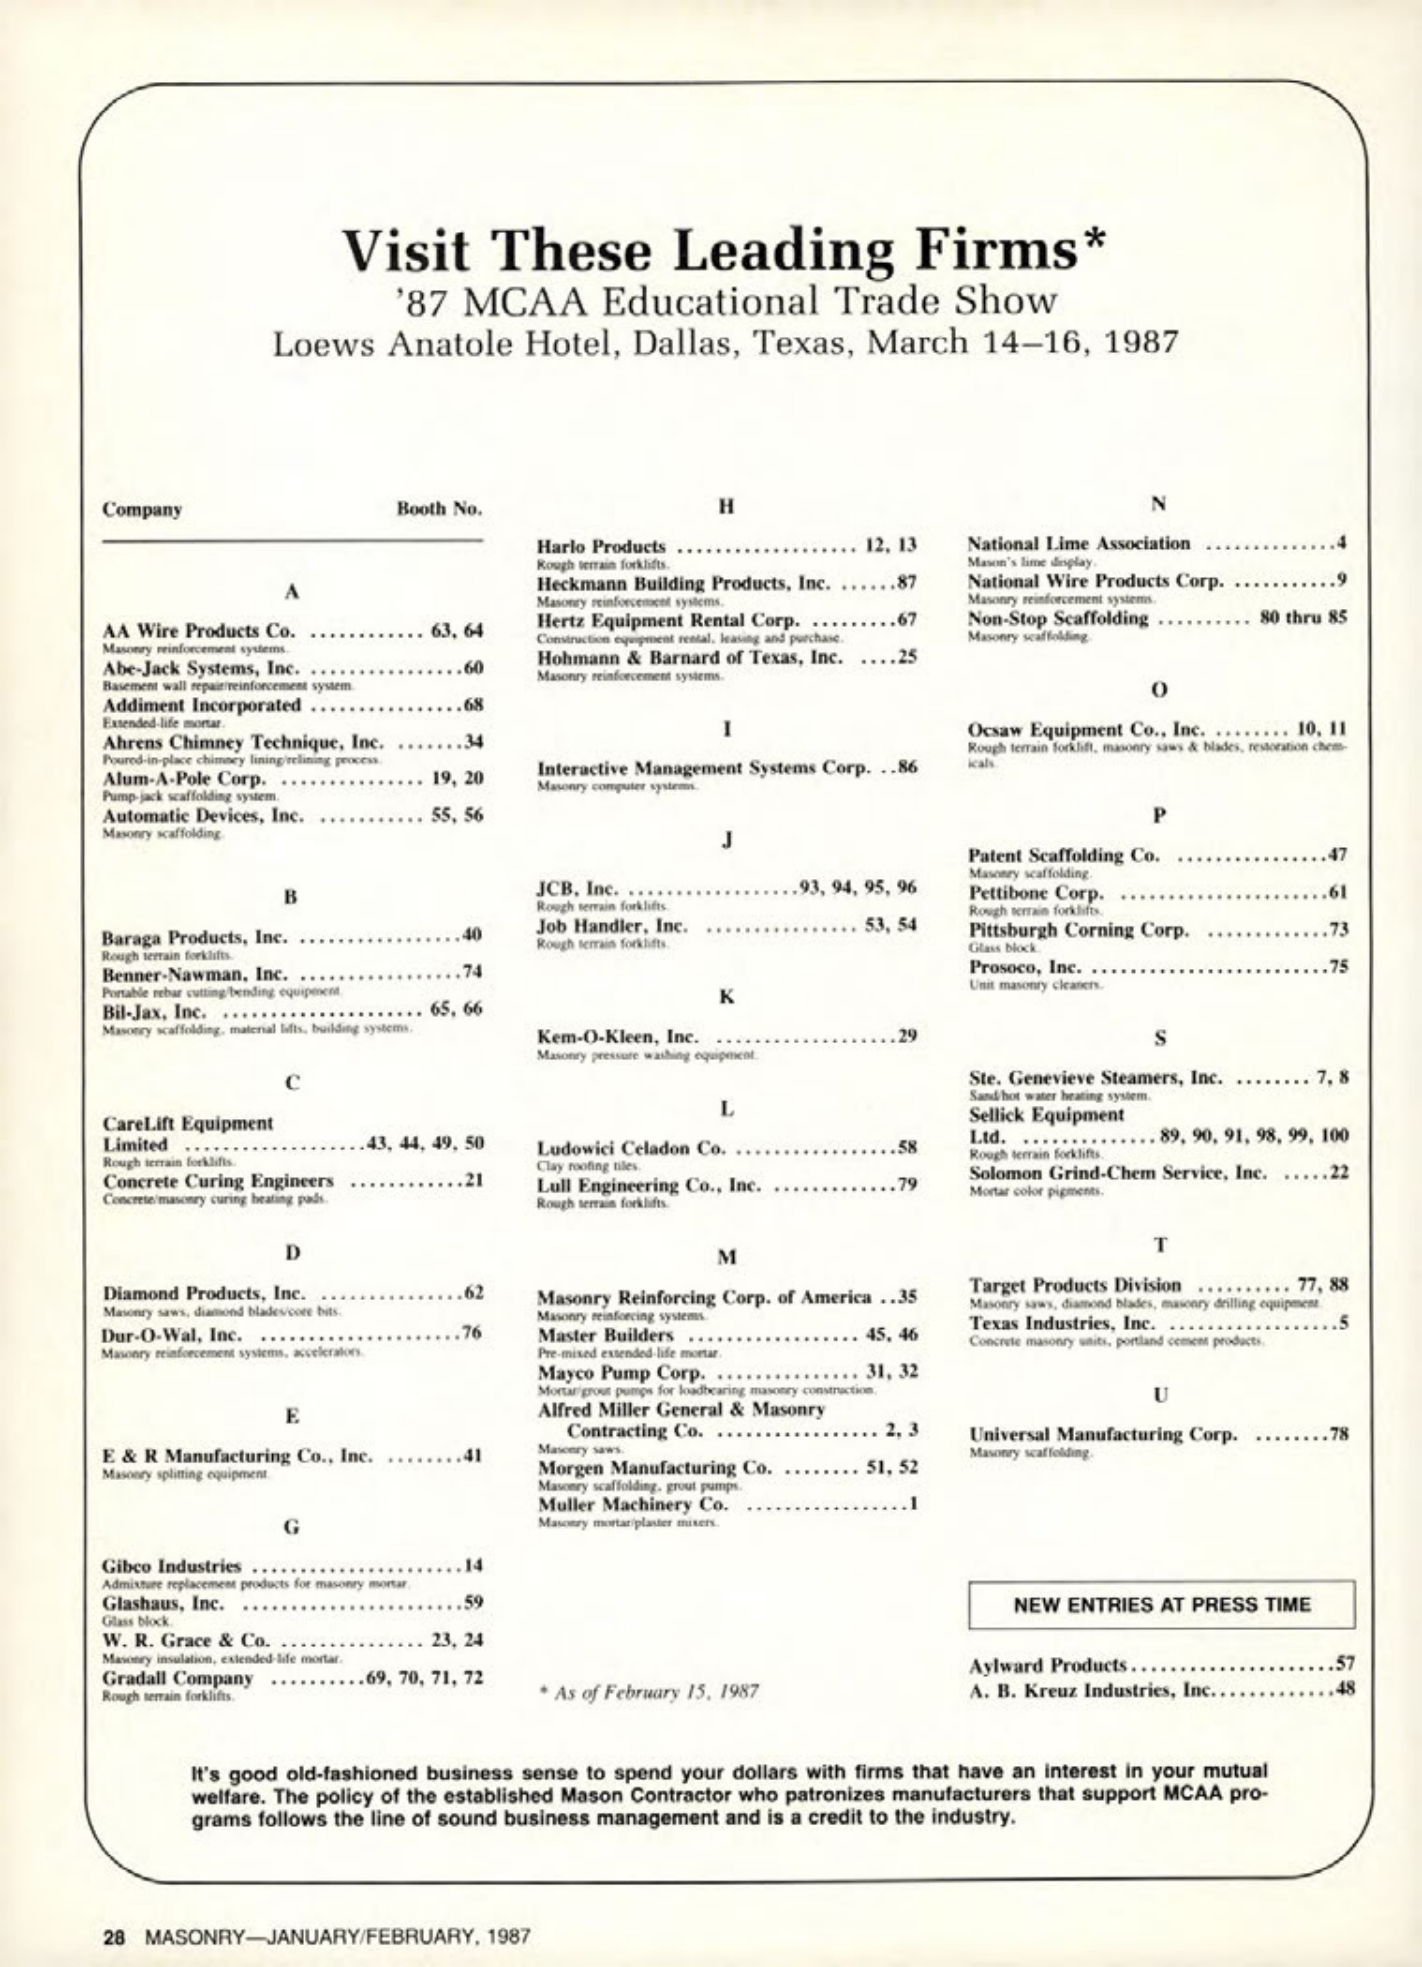 Visit These Leading Firms*
'87 MCAA Educational Trade Show
Loews Anatole Hotel, Dallas, Texas, March 14–16, 1987
Company Booth No.
A
AA Wire Products Co. ............ 63, 64
Masonry reinforcement systems.
Abe-Jack Systems, Inc. ................60
Basement wall repair/reinforcement system.
Addiment Incorporated ................68
Extended-life mortar.
Ahrens Chimney Technique, Inc. .......34
Poured-in-place chimney lining/relining process.
Alum-A-Pole Corp. ............... 19, 20
Pump-jack scaffolding system.
Automatic Devices, Inc. ........... 55, 56
Masonry scaffolding.
B
Baraga Products, Inc. .................40
Rough terrain forklifts.
Benner-Nawman, Inc. .................74
Portable rebar cutting/bending equipment.
Bil-Jax, Inc. ..................... 65, 66
Masonry scaffolding, material lifts, building systems.
C
CareLift Equipment
Limited ...................43, 44, 49, 50
Rough terrain forklifts.
Concrete Curing Engineers ............21
Concrete/masonry curing heating pads.
D
Diamond Products, Inc. ...............62
Masonry saws, diamond blades/core bits.
Dur-O-Wal, Inc. .....................76
Masonry reinforcement systems, accelerators.
E
E & R Manufacturing Co., Inc. ........41
Masonry splitting equipment.
G
Gibco Industries ......................14
Admixture replacement products for masonry mortar.
Glashaus, Inc. .......................59
Glass block.
W. R. Grace & Co. ............... 23, 24
Masonry insulation, extended-life mortar.
Gradall Company ..........69, 70, 71, 72
Rough terrain forklifts.
H
Harlo Products ................... 12, 13
Rough terrain forklifts.
Heckmann Building Products, Inc. ......87
Masonry reinforcement systems.
Hertz Equipment Rental Corp. .........67
Construction equipment rental, leasing and purchase.
Hohmann & Barnard of Texas, Inc. ....25
Masonry reinforcement systems.
I
Interactive Management Systems Corp. ..86
Masonry computer systems.
J
JCB, Inc. ..................93, 94, 95, 96
Rough terrain forklifts.
Job Handler, Inc. ................ 53, 54
Rough terrain forklifts.
K
Kem-O-Kleen, Inc. ...................29
Masonry pressure washing equipment.
L
Ludowici Celadon Co. .................58
Clay roofing tiles.
Lull Engineering Co., Inc. .............79
Rough terrain forklifts.
M
Masonry Reinforcing Corp. of America ..35
Masonry reinforcing systems.
Master Builders .................. 45, 46
Pre-mixed extended-life mortar.
Mayco Pump Corp. ............... 31, 32
Mortar/grout pumps for loadbearing masonry construction.
Alfred Miller General & Masonry
Contracting Co. ................. 2, 3
Masonry saws.
Morgen Manufacturing Co. ........ 51, 52
Masonry scaffolding, grout pumps.
Muller Machinery Co. .................1
Masonry mortar/plaster mixers.
* As of February 15, 1987
N
National Lime Association ..............4
Mason's lime display.
National Wire Products Corp. ...........9
Masonry reinforcement systems.
Non-Stop Scaffolding .......... 80 thru 85
Masonry scaffolding.
O
Ocsaw Equipment Co., Inc. ........ 10, 11
Rough terrain forklift, masonry saws & blades, restoration chem-
icals.
P
Patent Scaffolding Co. ................47
Masonry scaffolding.
Pettibone Corp. ......................61
Rough terrain forklifts.
Pittsburgh Corning Corp. .............73
Glass block.
Prosoco, Inc. .........................75
Unit masonry cleaners.
S
Ste. Genevieve Steamers, Inc. ........ 7, 8
Sand/hot water heating system.
Sellick Equipment
Ltd. .............. 89, 90, 91, 98, 99, 100
Rough terrain forklifts.
Solomon Grind-Chem Service, Inc. .....22
Mortar color pigments.
T
Target Products Division .......... 77, 88
Masonry saws, diamond blades, masonry drilling equipment.
Texas Industries, Inc. ..................5
Concrete masonry units, portland cement products.
U
Universal Manufacturing Corp. ........78
Masonry scaffolding.
NEW ENTRIES AT PRESS TIME
Aylward Products.....................57
A. B. Kreuz Industries, Inc.............48
It's good old-fashioned business sense to spend your dollars with firms that have an interest in your mutual
welfare. The policy of the established Mason Contractor who patronizes manufacturers that support MCAA pro-
grams follows the line of sound business management and is a credit to the industry.
28 MASONRY—JANUARY/FEBRUARY, 1987